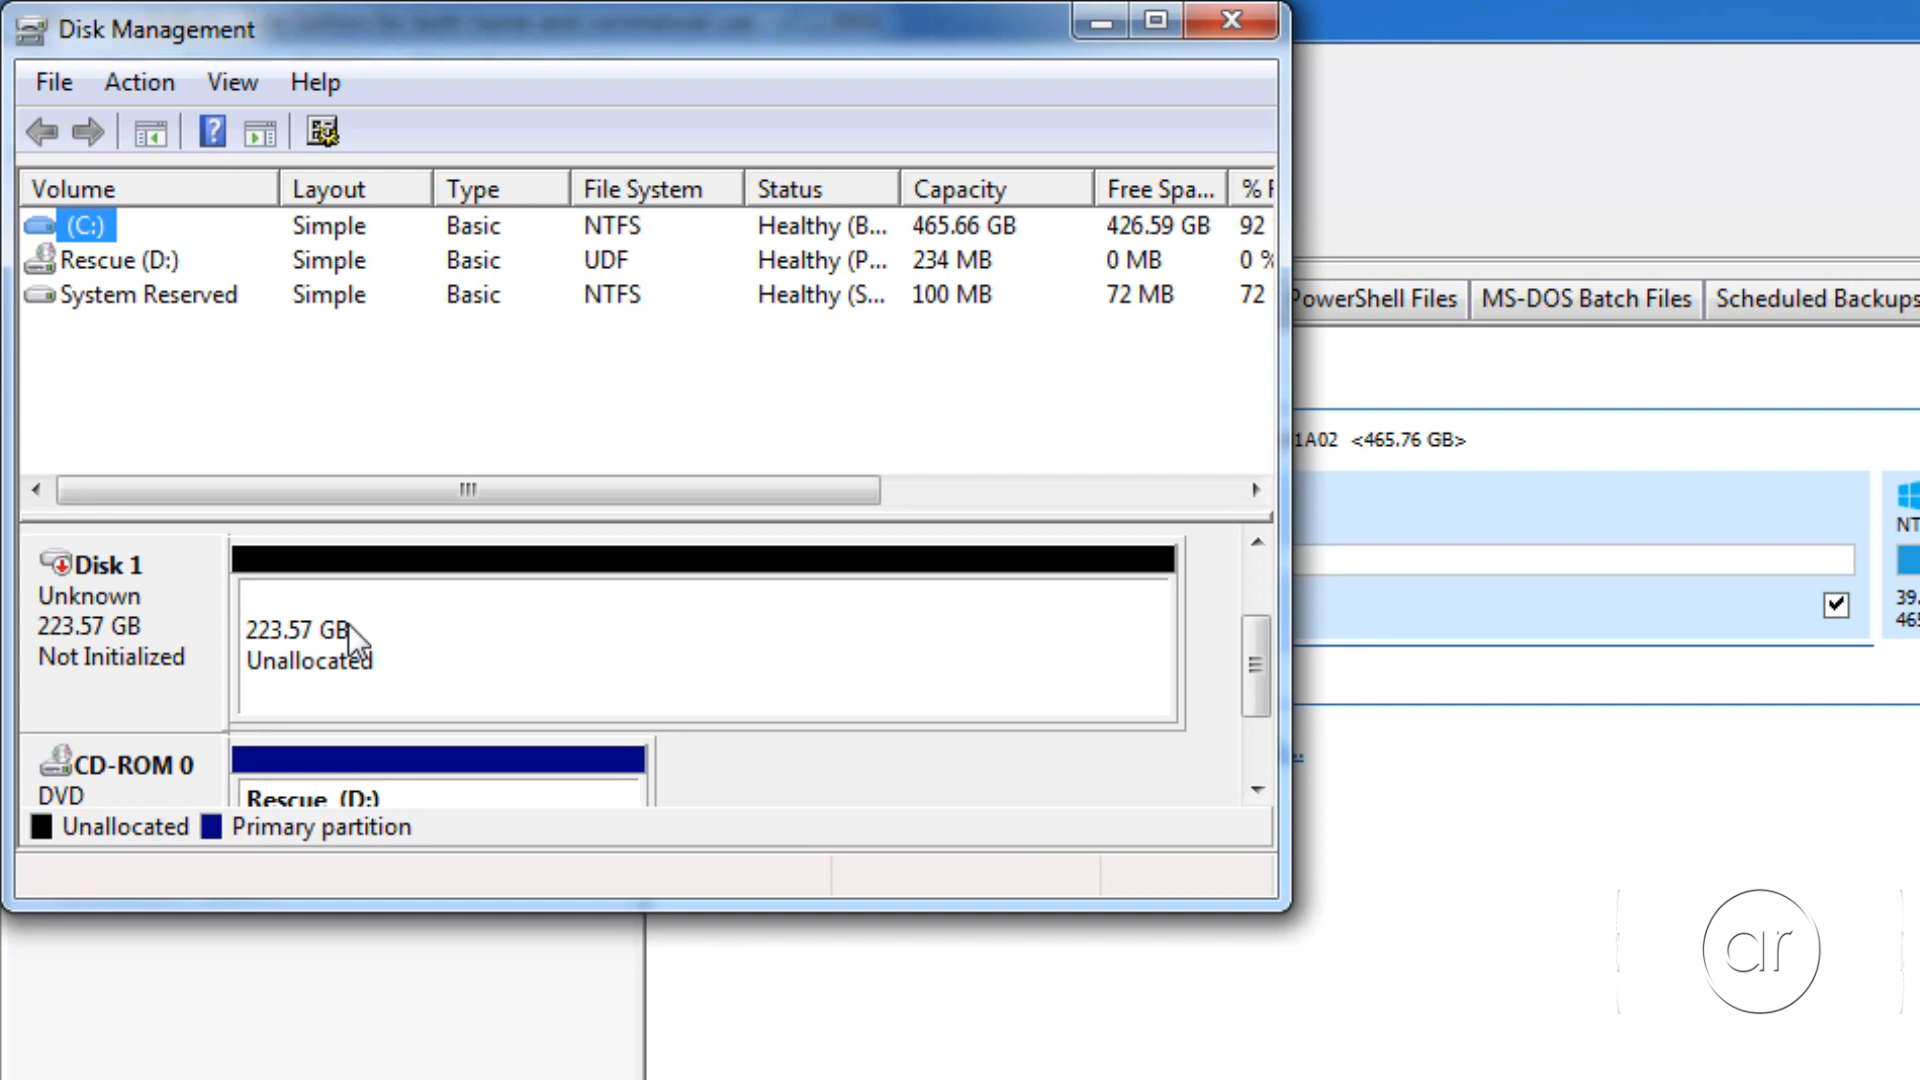 Disk Management
File Action View Help
Volume Layout Type File System Status Capacity Free Spa... % F
(C:) Simple Basic NTFS Healthy (B... 465.66 GB 426.59 GB 92
Rescue (D:) Simple Basic UDF Healthy (P... 234 MB 0 MB 0 %
System Reserved Simple Basic NTFS Healthy (S... 100 MB 72 MB 72
PowerShell Files MS-DOS Batch Files Scheduled Backups
1A02 <465.76 GB>
NT
39.
465
Disk 1
Unknown
223.57 GB
Not Initialized
223.57 GB
Unallocated
CD-ROM 0
DVD
Rescue (D:)
Unallocated Primary partition
ar